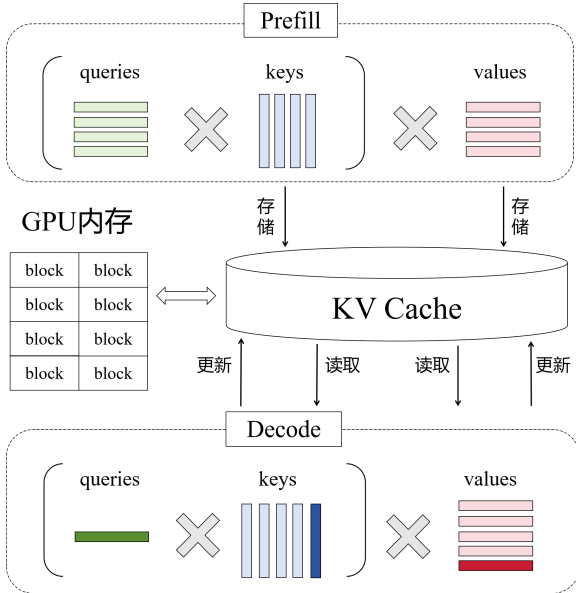 Prefill
queries keys values
存储 存储
GPU内存
block block
block block
block block
block block
KV Cache
更新 读取 读取 更新
Decode
queries keys values